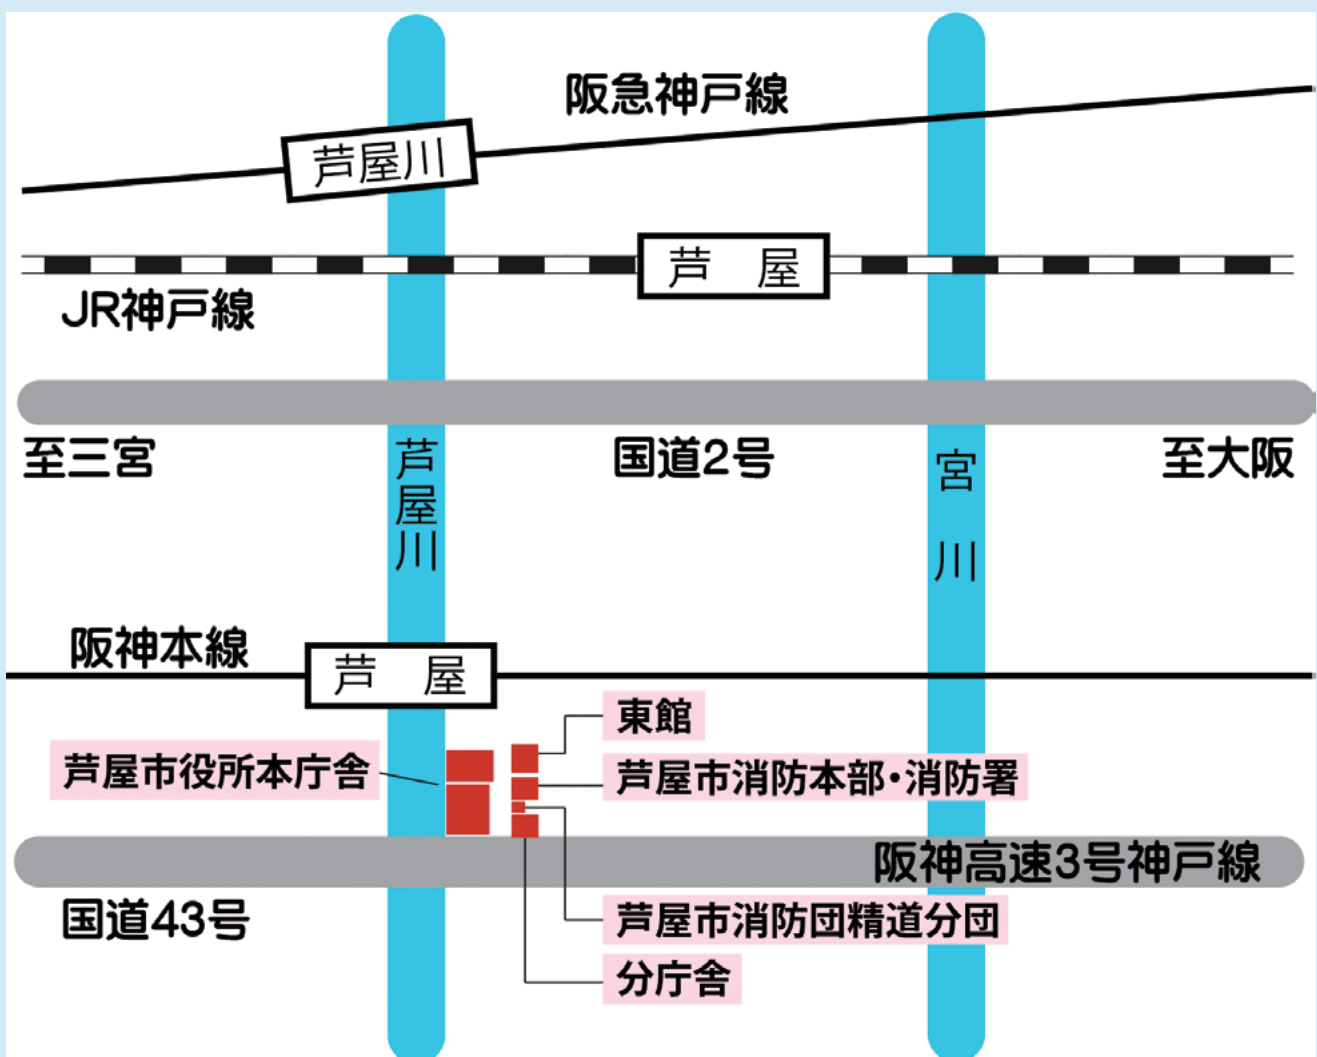 阪急神戸線
芦屋川
芦　屋
JR神戸線
至三宮
芦屋川
国道2号
宮川
至大阪
阪神本線
芦　屋
東館
芦屋市役所本庁舎
芦屋市消防本部・消防署
阪神高速3号神戸線
国道43号
芦屋市消防団精道分団
分庁舎